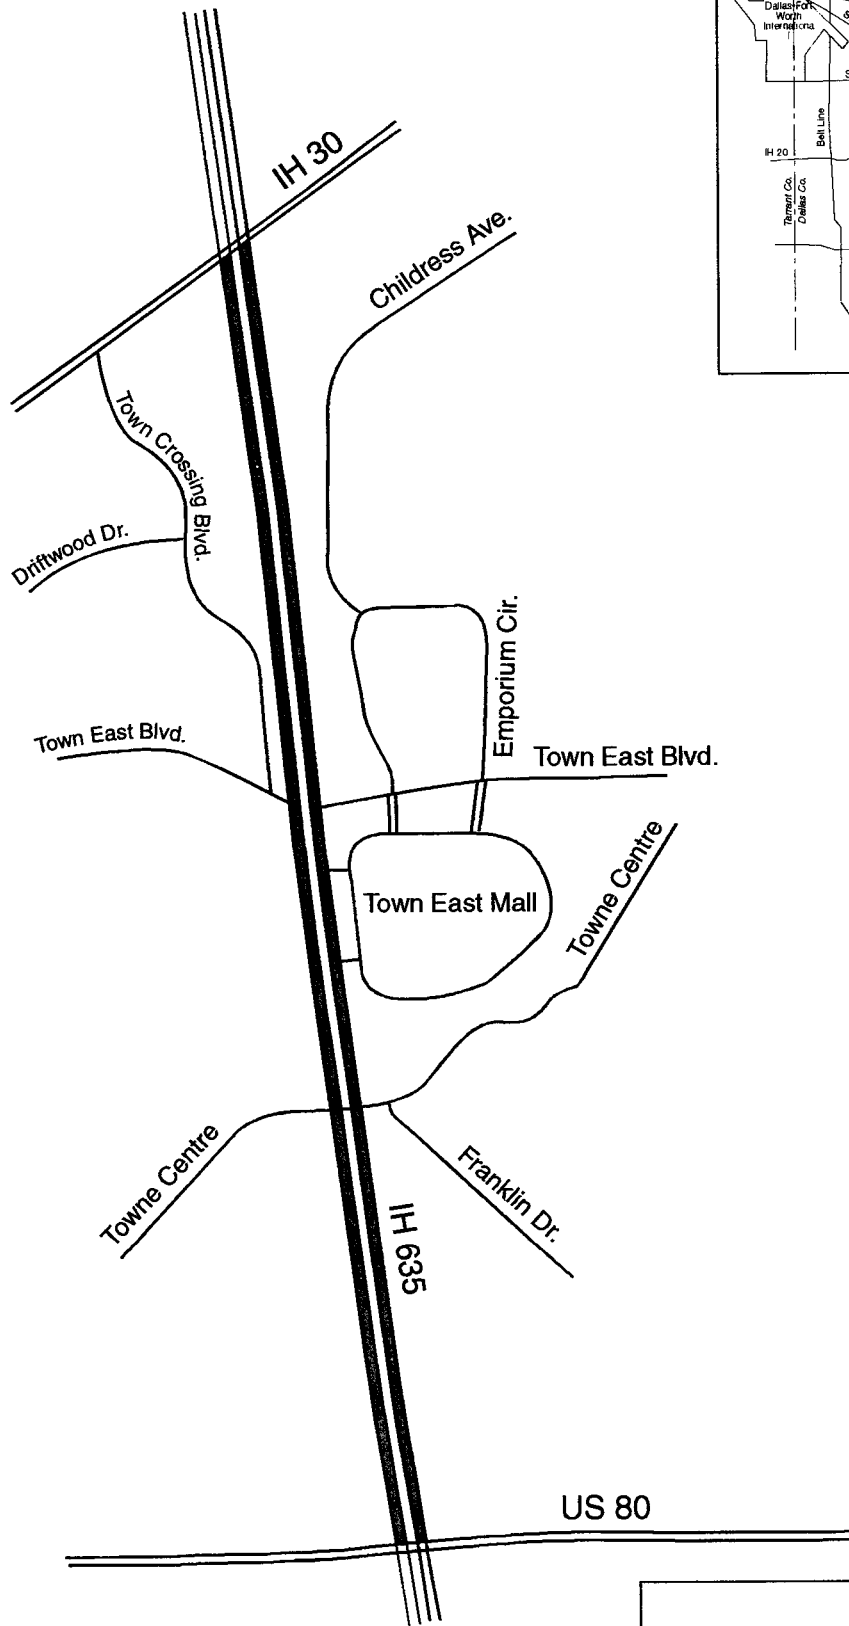 Dallas-Fort
Worth
Internationa
S
Belt Line
IH 20
Tarrant Co.
Dallas Co.
IH 30
Childress Ave.
Town Crossing Blvd.
Driftwood Dr.
Emporium Cir.
Town East Blvd.
Town East Blvd.
Towne Centre
Town East Mall
Towne Centre
Franklin Dr.
IH 635
US 80